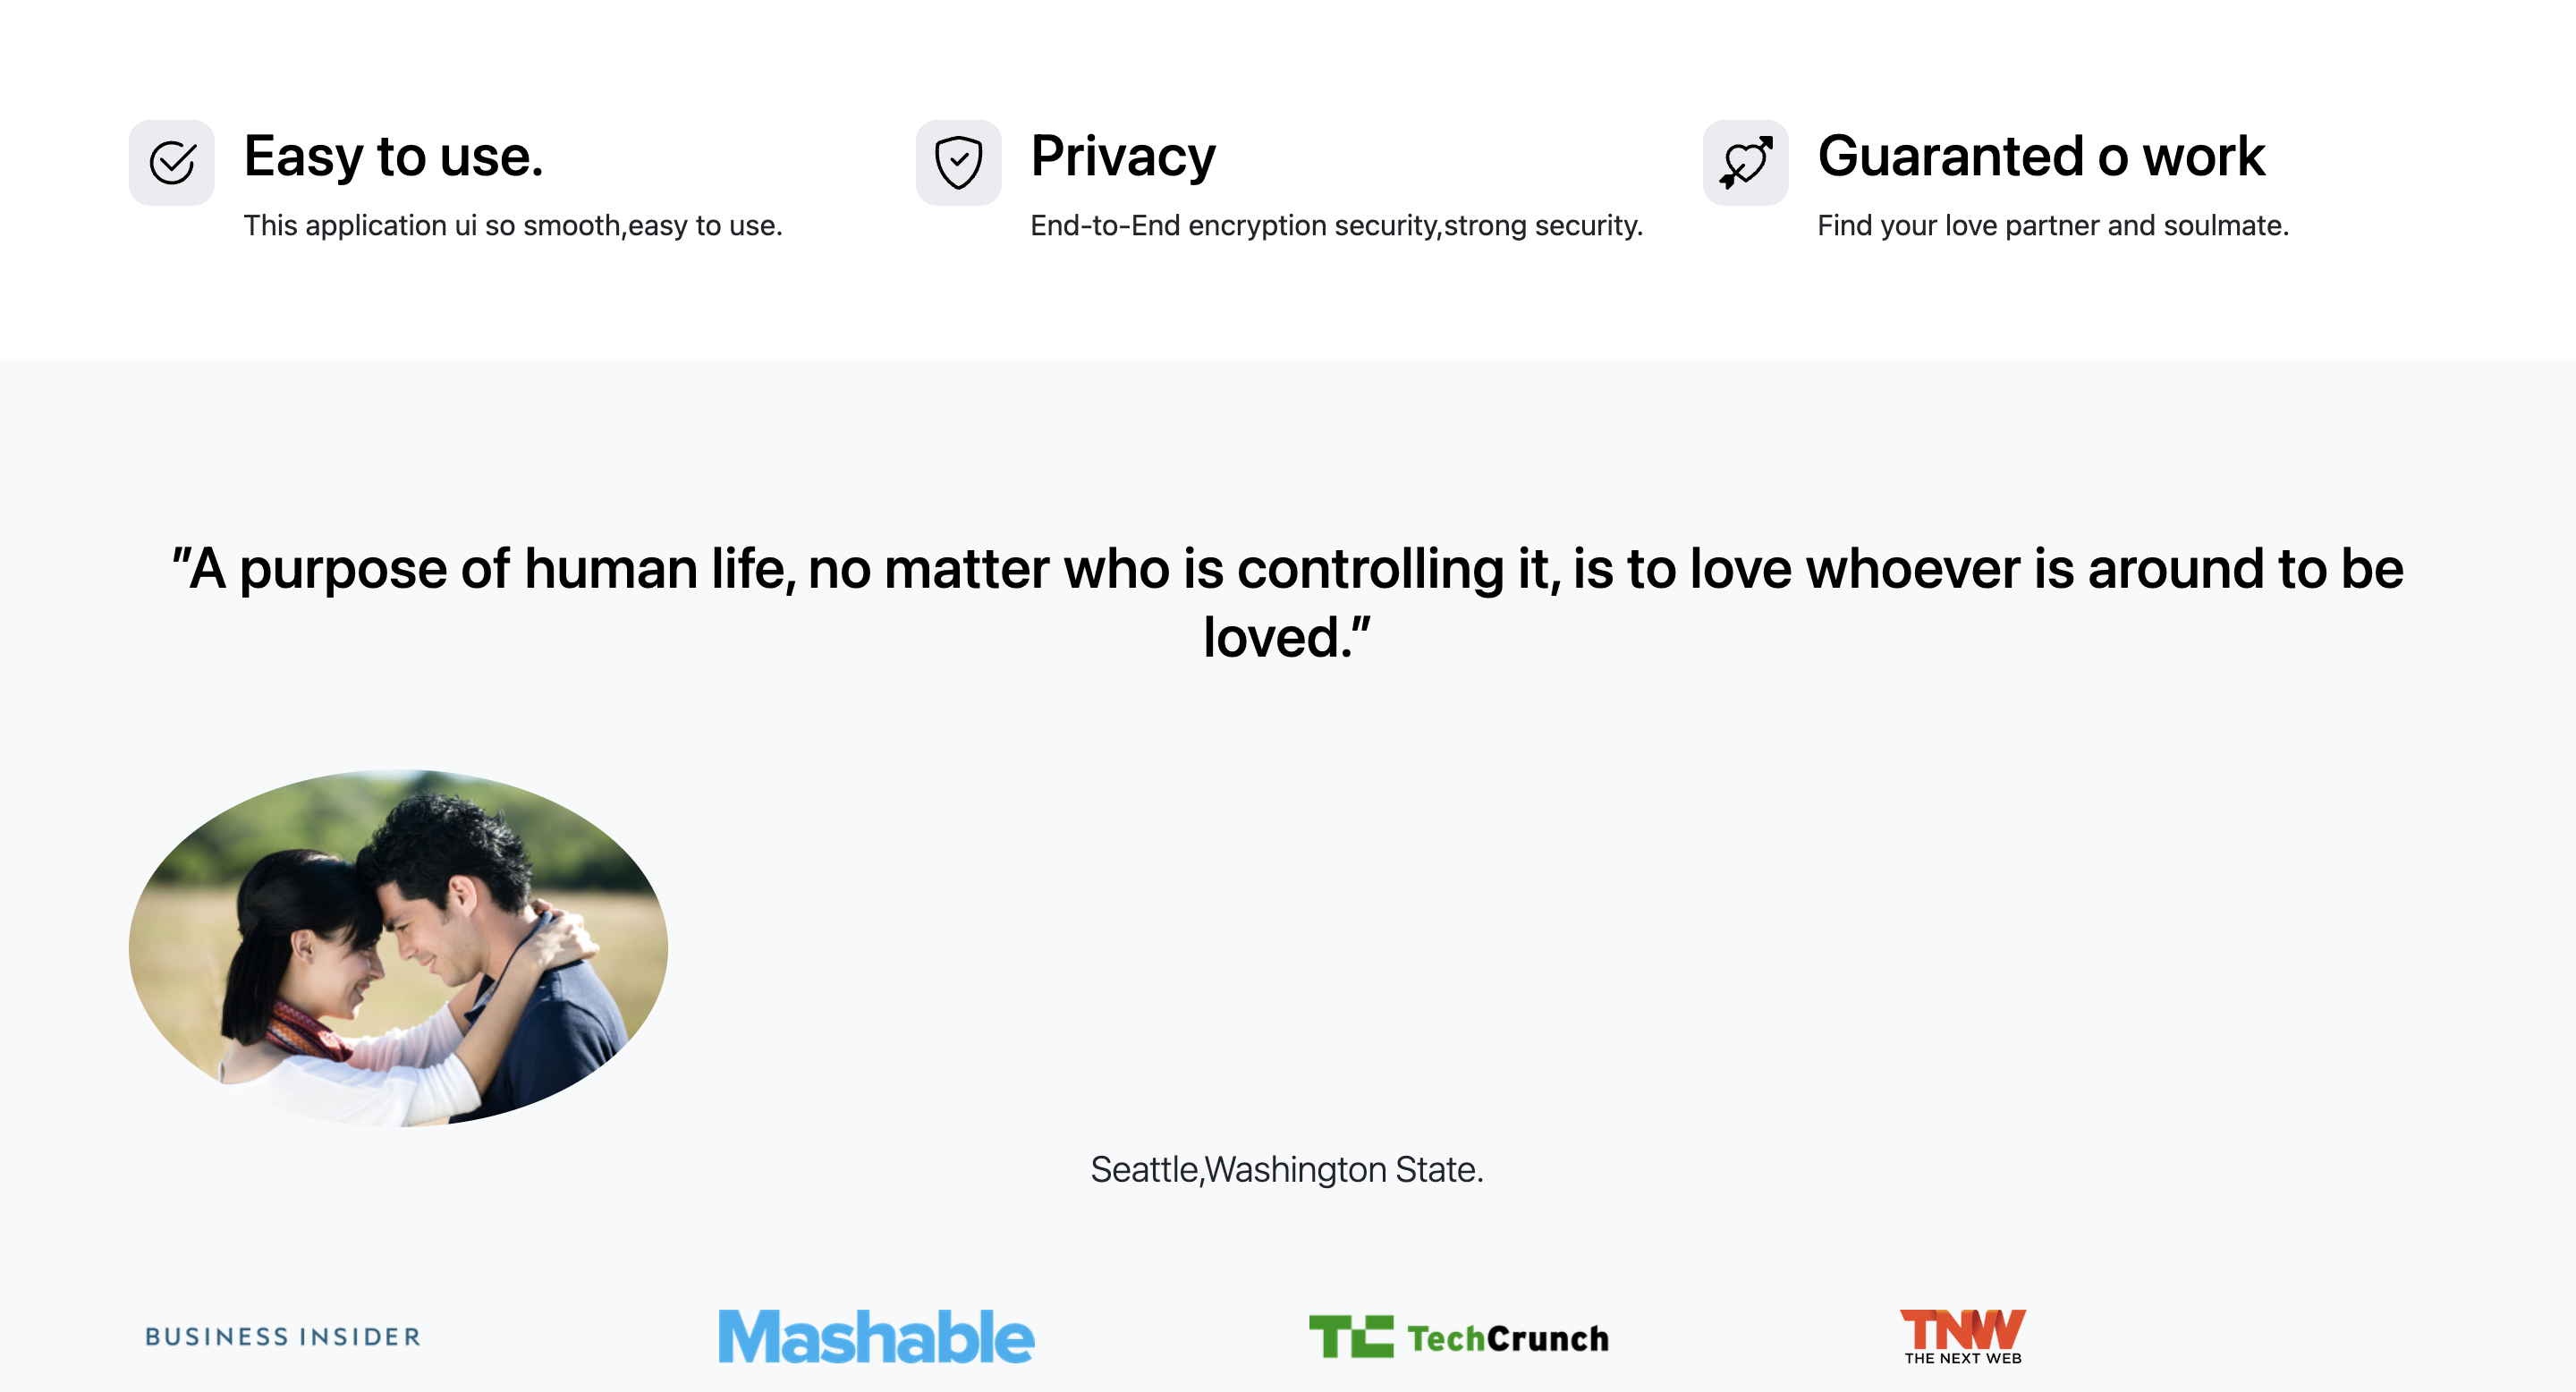 Easy to use.
This application ui so smooth,easy to use.
Privacy
End-to-End encryption security,strong security.
Guaranted o work
Find your love partner and soulmate.
"A purpose of human life, no matter who is controlling it, is to love whoever is around to be
loved."
Seattle,Washington State.
BUSINESS INSIDER
Mashable
TC TechCrunch
TNW
THE NEXT WEB